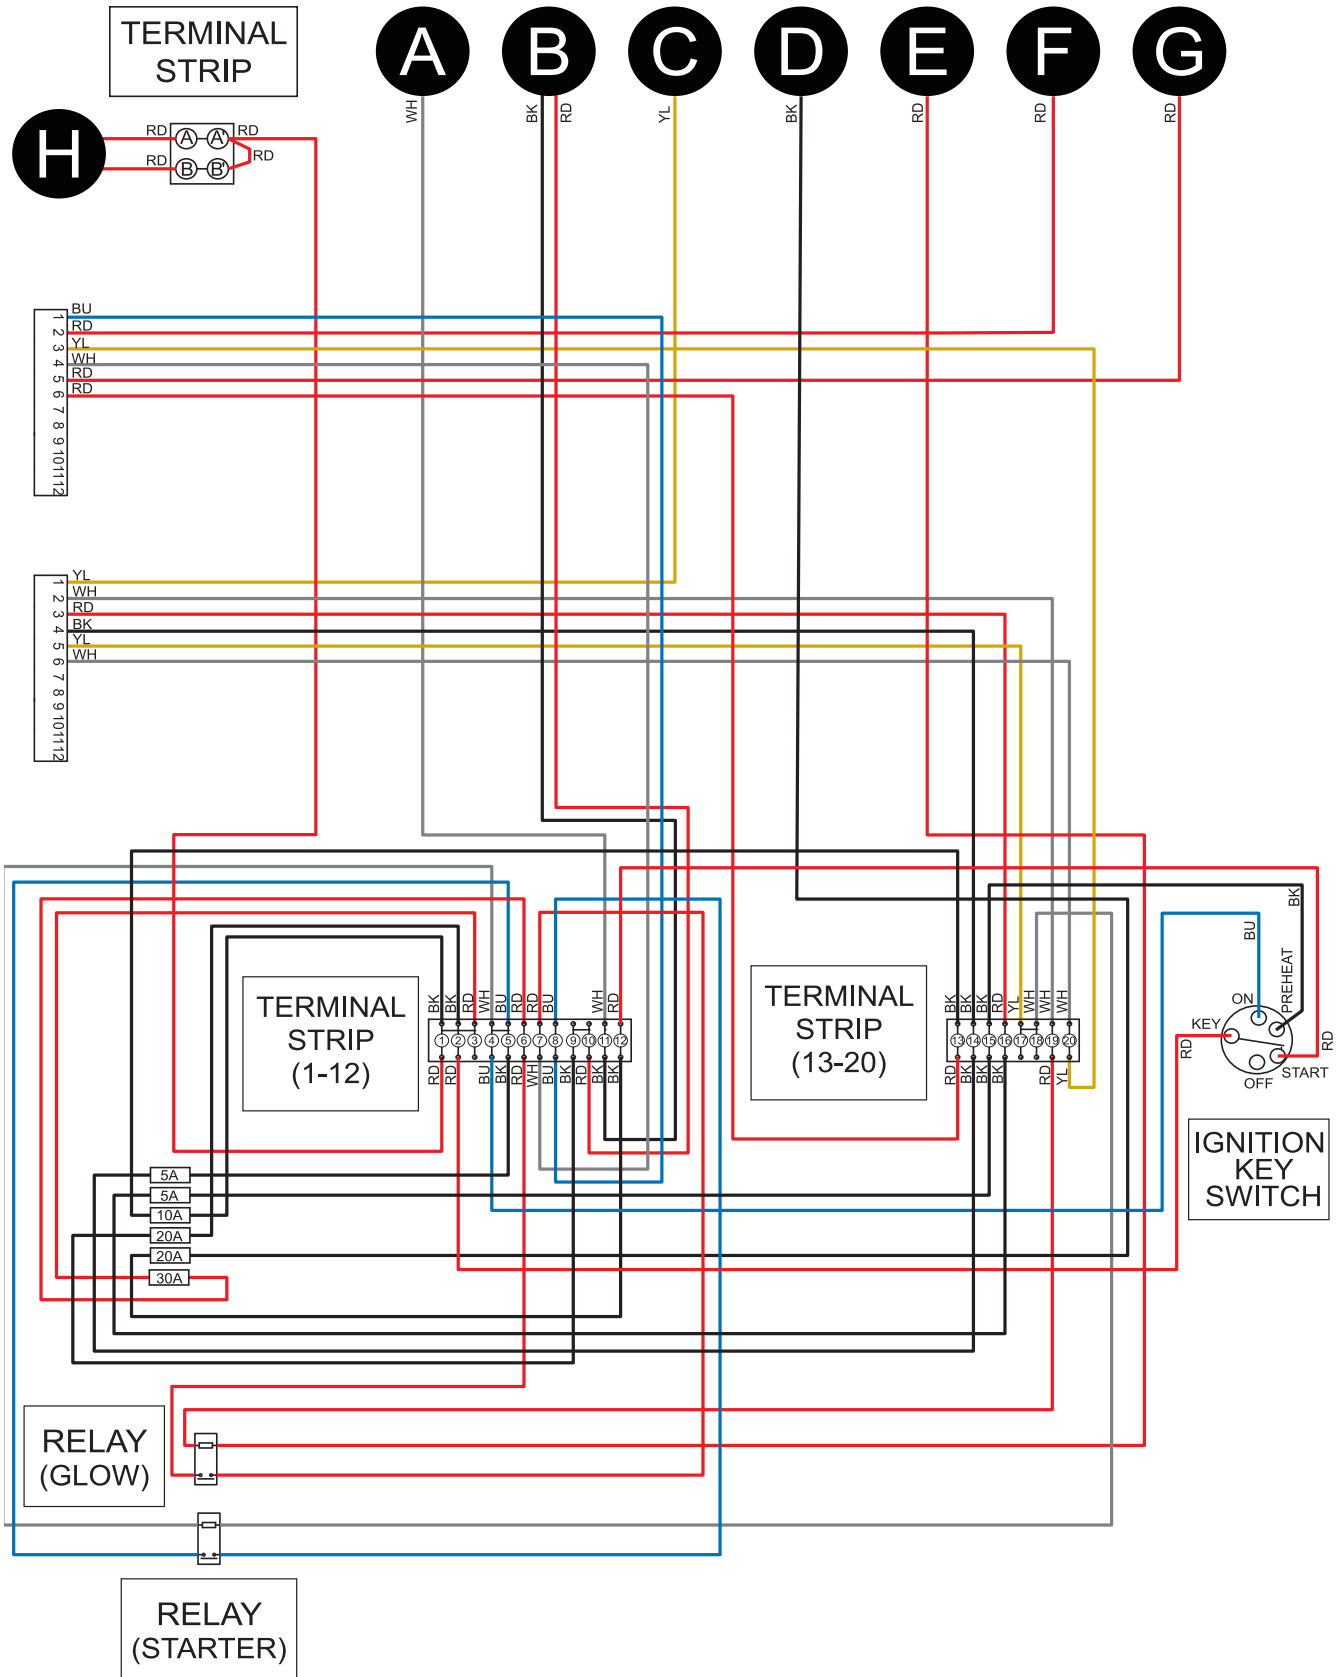 TERMINAL
STRIP
A B C D E F G
WH BK RD YL BK RD RD RD
H
RD A A' RD
RD B B' RD
1 BU
2 RD
3 YL
4 WH
5 RD
6 RD
7
8
9
10
11
12
1 YL
2 WH
3 RD
4 BK
5 YL
6 WH
7
8
9
10
11
12
TERMINAL
STRIP
(1-12)
BK BK RD WH BU RD RD BU WH RD
1 2 3 4 5 6 7 8 9 10 11 12
RD RD BU BK RD WH BU BK RD BK BK
TERMINAL
STRIP
(13-20)
BK BK BK RD YL WH WH WH
13 14 15 16 17 18 19 20
RD BK BK BK RD YL
BU
BK
PREHEAT
ON
KEY
RD
OFF
START
RD
IGNITION
KEY
SWITCH
5A
5A
10A
20A
20A
30A
RELAY
(GLOW)
RELAY
(STARTER)